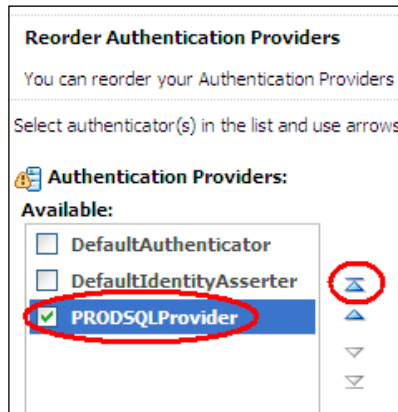 Reorder Authentication Providers
You can reorder your Authentication Providers
Select authenticator(s) in the list and use arrows
Authentication Providers:
Available:
DefaultAuthenticator
DefaultIdentityAsserter
PRODSQLProvider